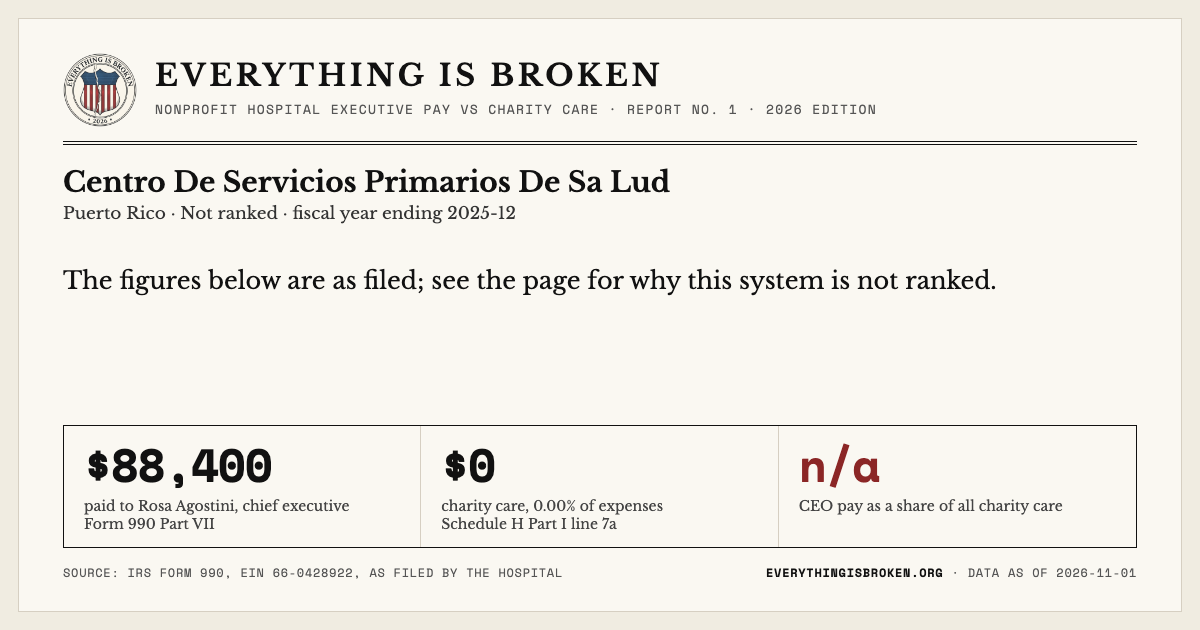 EVERYTHING IS BROKEN
2026
EVERYTHING IS BROKEN
NONPROFIT HOSPITAL EXECUTIVE PAY VS CHARITY CARE · REPORT NO. 1 · 2026 EDITION
Centro De Servicios Primarios De Sa Lud
Puerto Rico · Not ranked · fiscal year ending 2025-12
The figures below are as filed; see the page for why this system is not ranked.
$88,400
paid to Rosa Agostini, chief executive
Form 990 Part VII
$0
charity care, 0.00% of expenses
Schedule H Part I line 7a
n/a
CEO pay as a share of all charity care
SOURCE: IRS FORM 990, EIN 66-0428922, AS FILED BY THE HOSPITAL
EVERYTHINGISBROKEN.ORG · DATA AS OF 2026-11-01